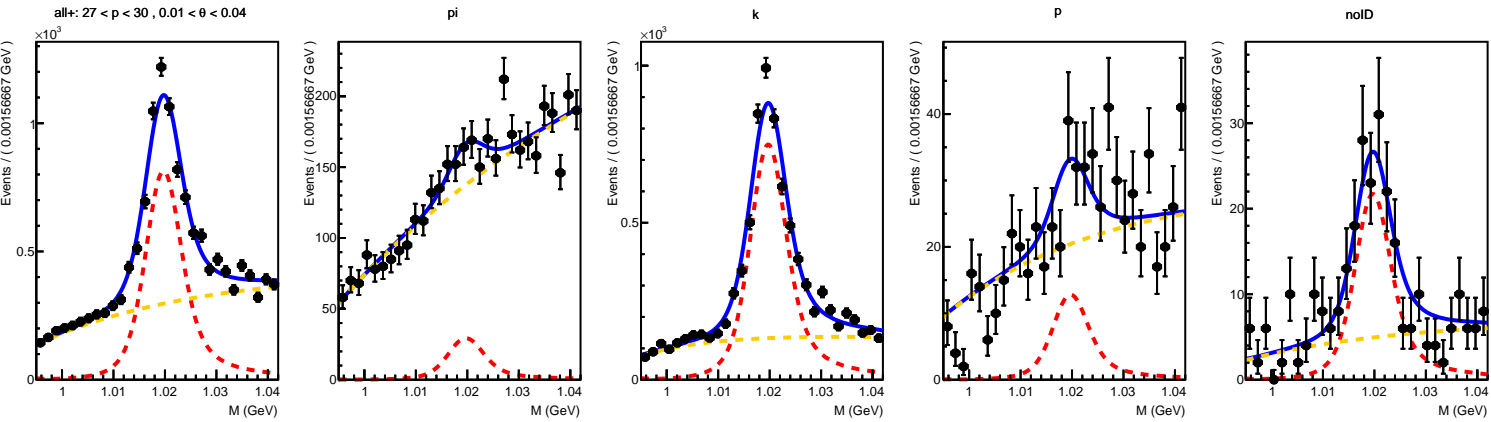 all+: 27 < p < 30 , 0.01 < θ < 0.04
×10³
Events / ( 0.00156667 GeV )
1
0.5
0
1 1.01 1.02 1.03 1.04
M (GeV)
pi
Events / ( 0.00156667 GeV )
200
150
100
50
0
1 1.01 1.02 1.03 1.04
M (GeV)
k
×10³
Events / ( 0.00156667 GeV )
1
0.5
0
1 1.01 1.02 1.03 1.04
M (GeV)
p
Events / ( 0.00156667 GeV )
40
20
0
1 1.01 1.02 1.03 1.04
M (GeV)
noID
Events / ( 0.00156667 GeV )
30
20
10
0
1 1.01 1.02 1.03 1.04
M (GeV)